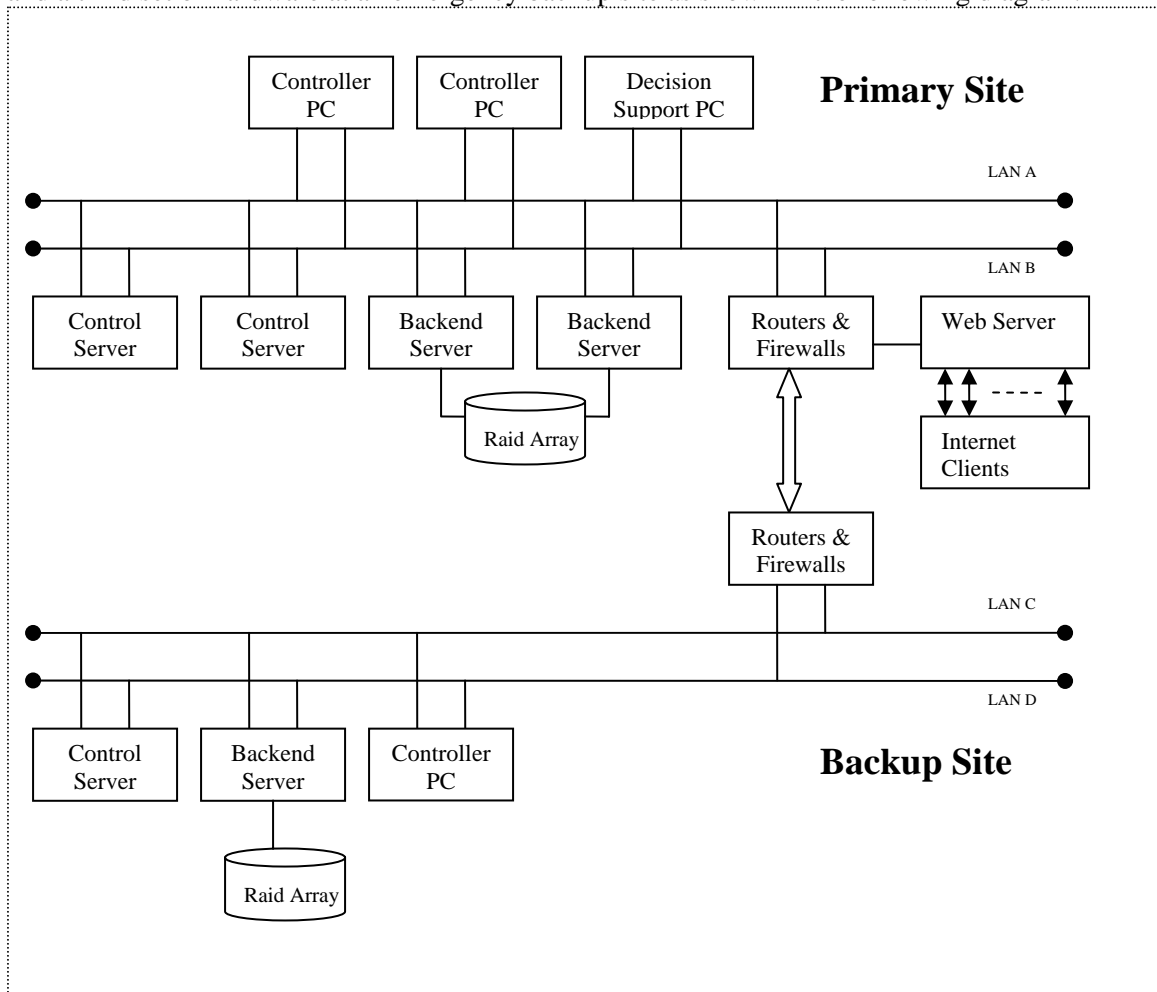 Controller
PC
Controller
PC
Decision
Support PC
Primary Site
LAN A
LAN B
Control
Server
Control
Server
Backend
Server
Backend
Server
Routers &
Firewalls
Web Server
Raid Array
Internet
Clients
Routers &
Firewalls
LAN C
LAN D
Control
Server
Backend
Server
Controller
PC
Backup Site
Raid Array